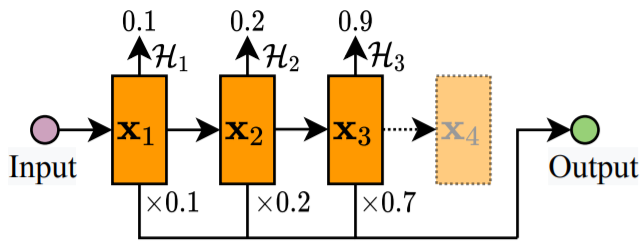 0.1 0.2 0.9
ℋ₁ ℋ₂ ℋ₃
x₁ x₂ x₃ x₄
Input Output
×0.1 ×0.2 ×0.7